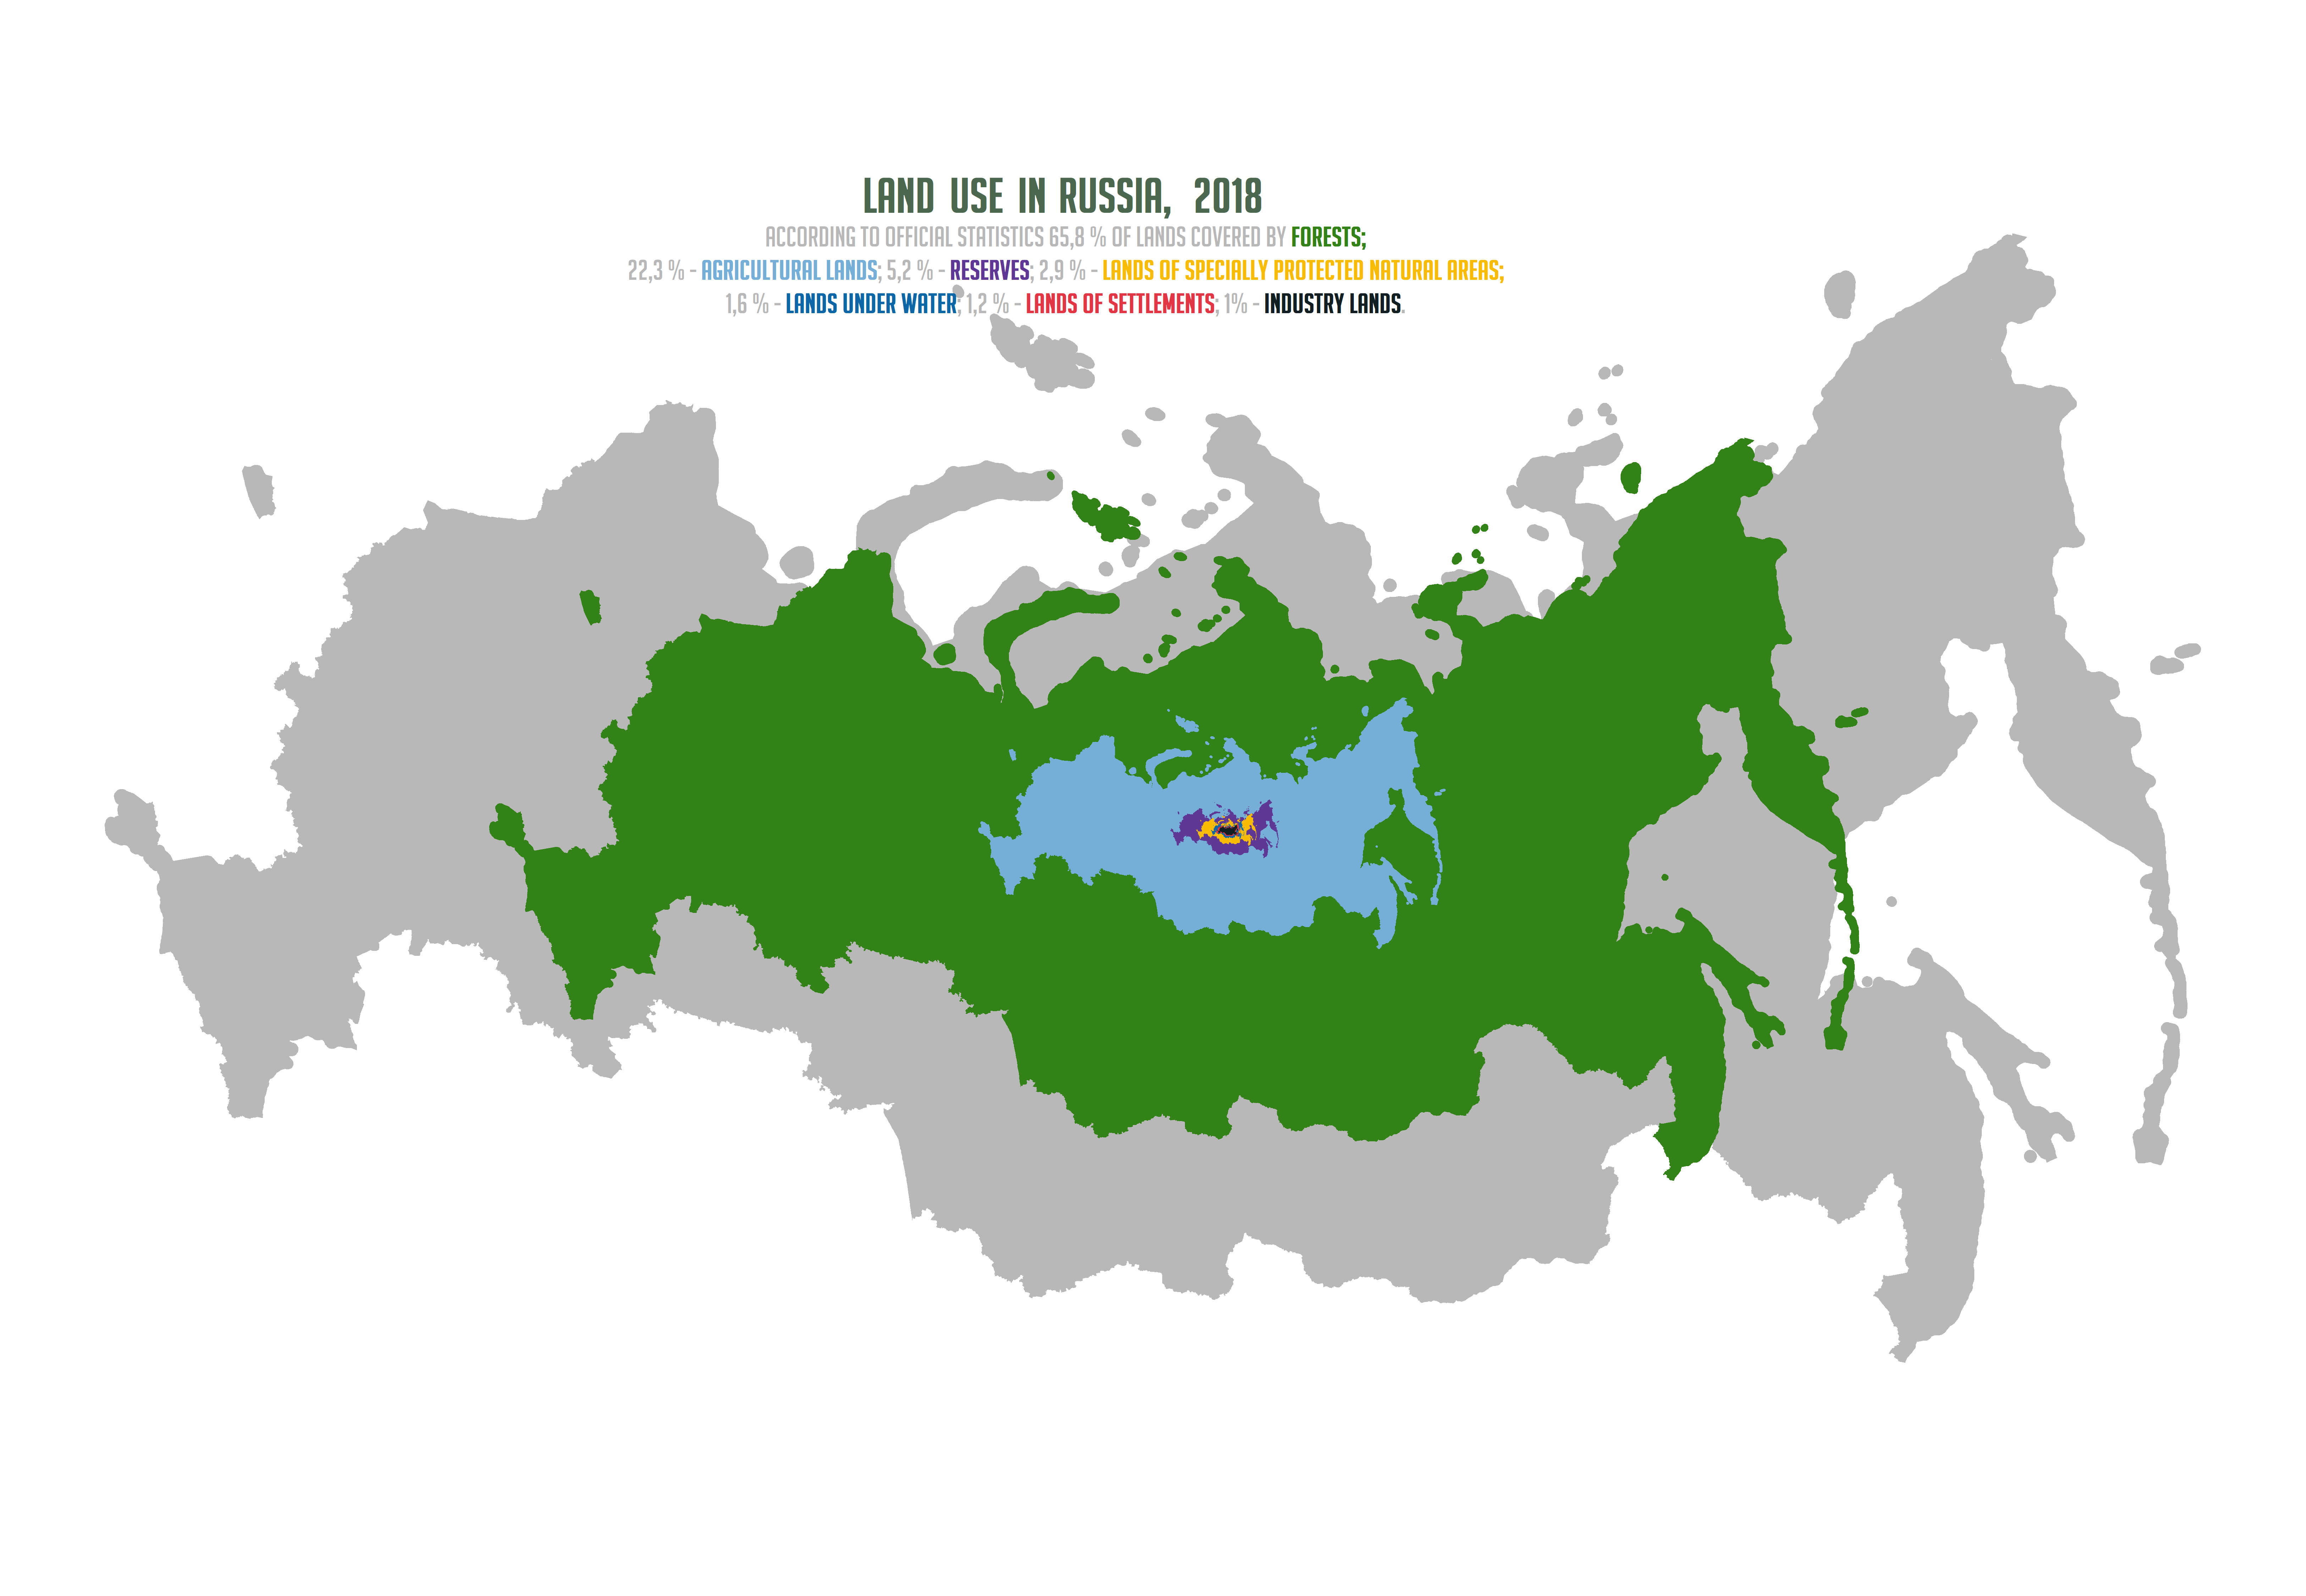 LAND USE IN RUSSIA, 2018
ACCORDING TO OFFICIAL STATISTICS 65,8 % OF LANDS COVERED BY FORESTS;
22,3 % - AGRICULTURAL LANDS; 5,2 % - RESERVES; 2,9 % - LANDS OF SPECIALLY PROTECTED NATURAL AREAS;
1,6 % - LANDS UNDER WATER; 1,2 % - LANDS OF SETTLEMENTS; 1% - INDUSTRY LANDS.